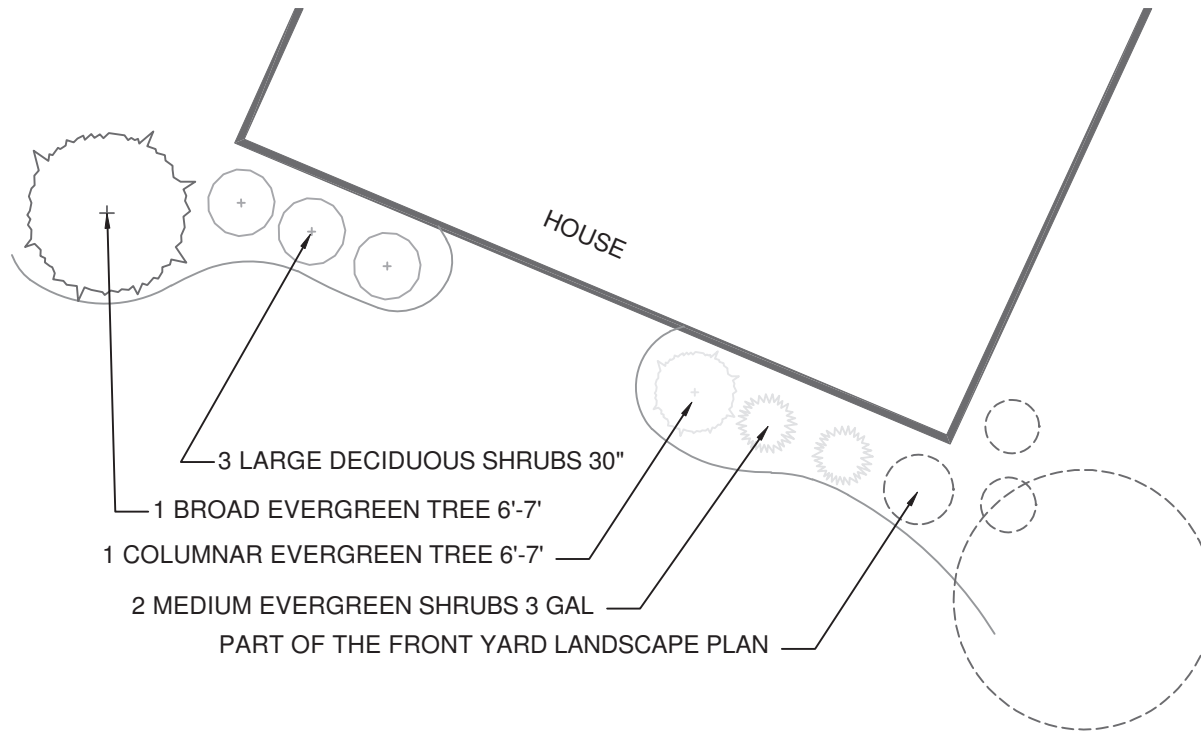 HOUSE
3 LARGE DECIDUOUS SHRUBS 30"
1 BROAD EVERGREEN TREE 6'-7'
1 COLUMNAR EVERGREEN TREE 6'-7'
2 MEDIUM EVERGREEN SHRUBS 3 GAL
PART OF THE FRONT YARD LANDSCAPE PLAN